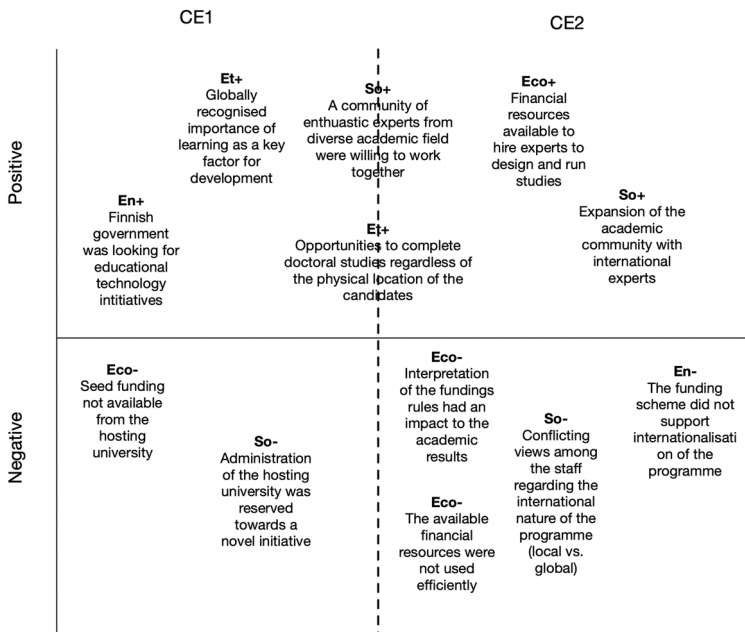 CE1
CE2
Positive
Et+
Globally
recognised
importance of
learning as a key
factor for
development
So+
A community of
enthuastic experts from
diverse academic field
were willing to work
together
Eco+
Financial
resources
available to
hire experts to
design and run
studies
En+
Finnish
government
was looking for
educational
technology
intitiatives
Et+
Opportunities to complete
doctoral studies regardless of
the physical location of the
candidates
So+
Expansion of the
academic
community with
international
experts
Negative
Eco-
Seed funding
not available
from the
hosting
university
So-
Administration
of the hosting
university was
reserved
towards a
novel initiative
Eco-
Interpretation
of the fundings
rules had an
impact to the
academic
results
Eco-
The available
financial
resources were
not used
efficiently
So-
Conflicting
views among
the staff
regarding the
international
nature of the
programme
(local vs.
global)
En-
The funding
scheme did not
support
internationalisati
on of the
programme